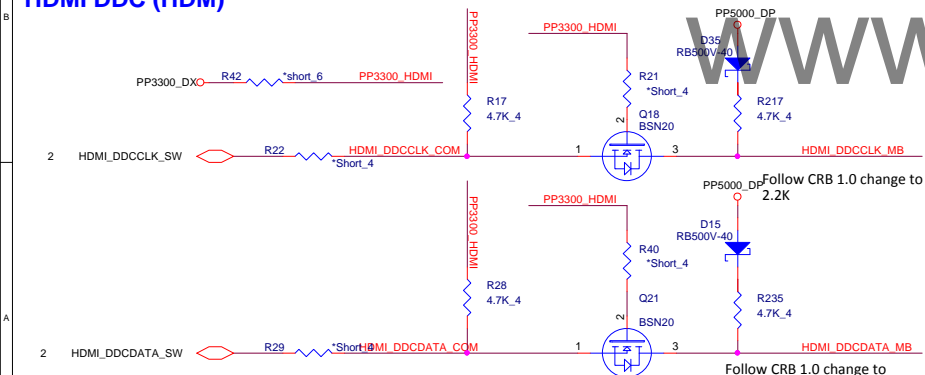 HDMI DDC (HDM)
B
WWW
PP5000_DP
PP3300_HDMI
PP3300_HDMI
D35
RB500V-40
PP3300_DX
R42
*short_6
PP3300_HDMI
R21
*Short_4
R17
4.7K_4
R217
4.7K_4
Q18
BSN20
2
2
HDMI_DDCCLK_SW
R22
*Short_4
HDMI_DDCCLK_COM
1
3
HDMI_DDCCLK_MB
Follow CRB 1.0 change to
2.2K
PP5000_DP
PP3300_HDMI
PP3300_HDMI
D15
RB500V-40
R40
*Short_4
R28
4.7K_4
R235
4.7K_4
Q21
BSN20
2
A
2
HDMI_DDCDATA_SW
R29
*Short_4
HDMI_DDCDATA_COM
1
3
HDMI_DDCDATA_MB
Follow CRB 1.0 change to